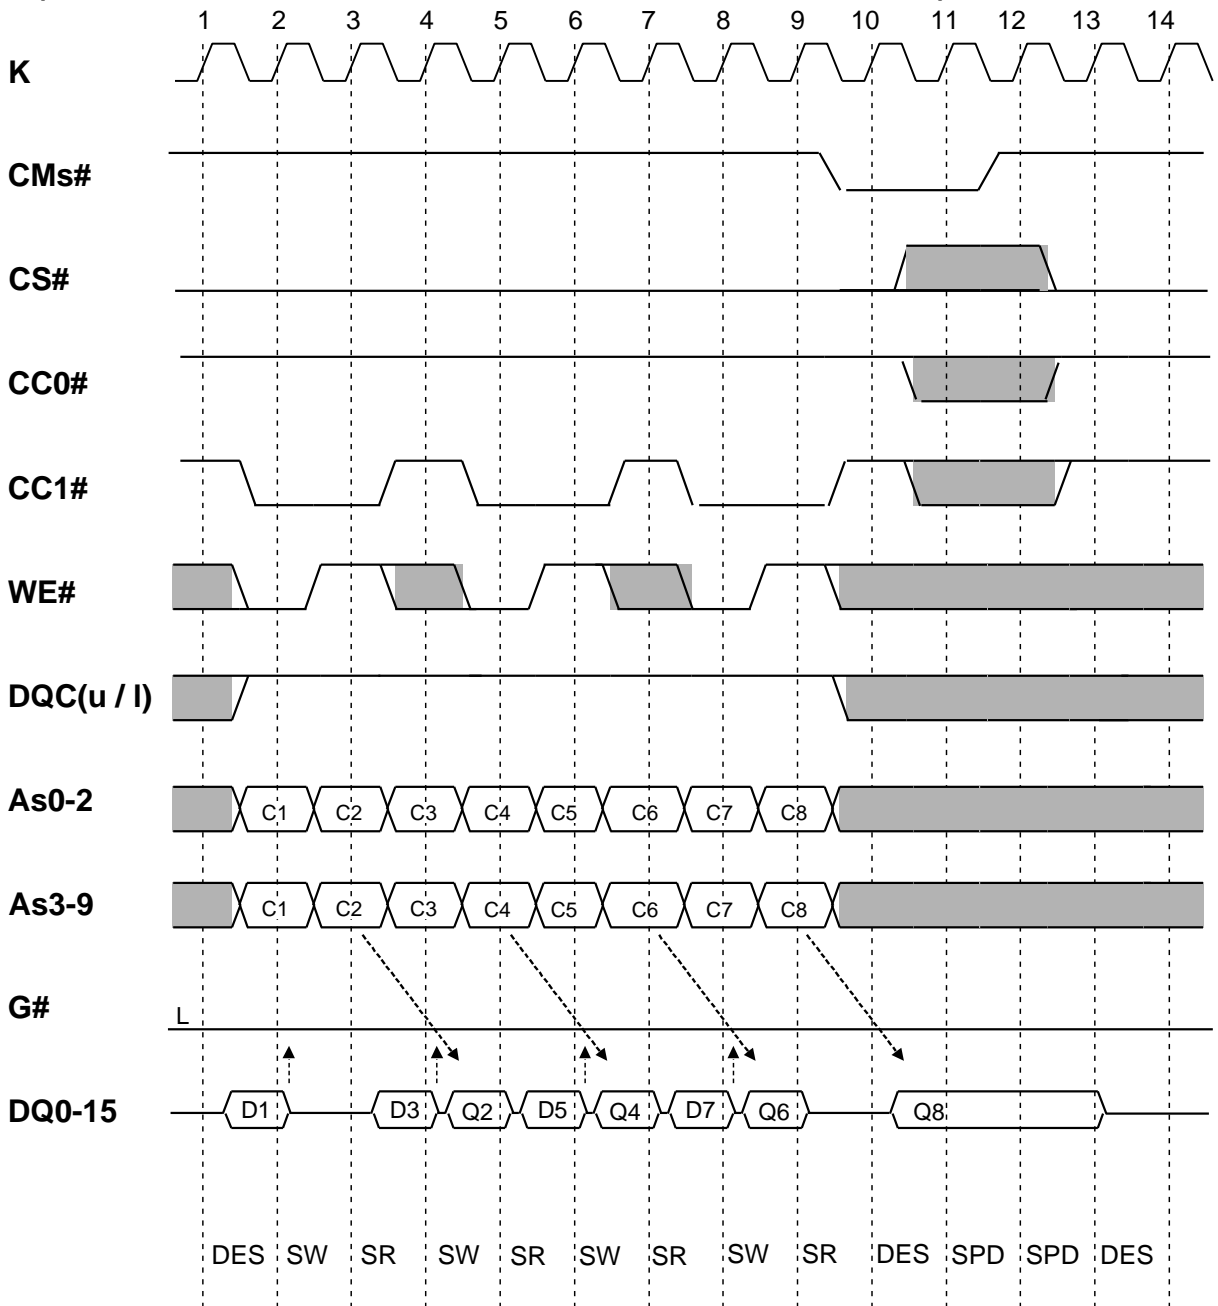 1 2 3 4 5 6 7 8 9 10 11 12 13 14
K
CMs#
CS#
CC0#
CC1#
WE#
DQC(u / l)
As0-2 C1 C2 C3 C4 C5 C6 C7 C8
As3-9 C1 C2 C3 C4 C5 C6 C7 C8
G# L
DQ0-15 D1 D3 Q2 D5 Q4 D7 Q6 Q8
DES SW SR SW SR SW SR SW SR DES SPD SPD DES